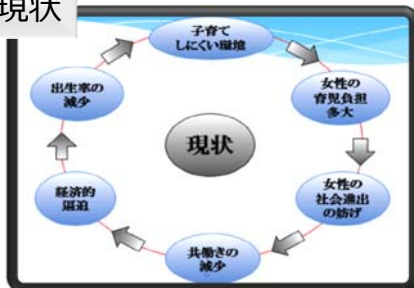 現状
子育て
しにくい環境
女性の
育児負担
多大
女性の
社会進出
の妨げ
共働きの
減少
経済的
逼迫
出生率の
減少
現状